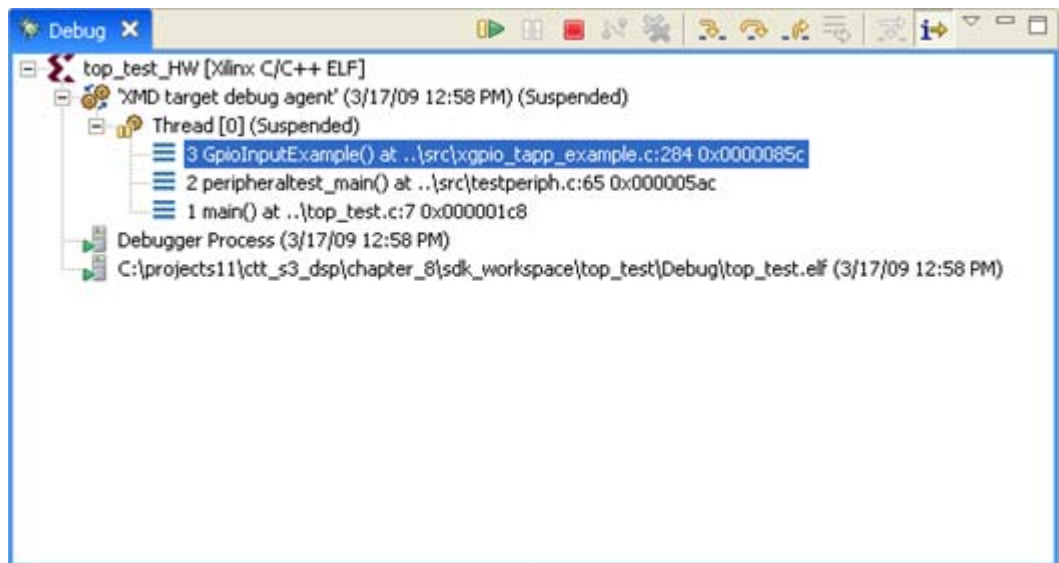 Debug
top_test_HW [Xilinx C/C++ ELF]
'XMD target debug agent' (3/17/09 12:58 PM) (Suspended)
Thread [0] (Suspended)
3 GpioInputExample() at ..\src\xgpio_tapp_example.c:284 0x0000085c
2 peripheraltest_main() at ..\src\testperiph.c:65 0x000005ac
1 main() at ..\top_test.c:7 0x000001c8
Debugger Process (3/17/09 12:58 PM)
C:\projects11\ctt_s3_dsp\chapter_8\sdk_workspace\top_test\Debug\top_test.elf (3/17/09 12:58 PM)